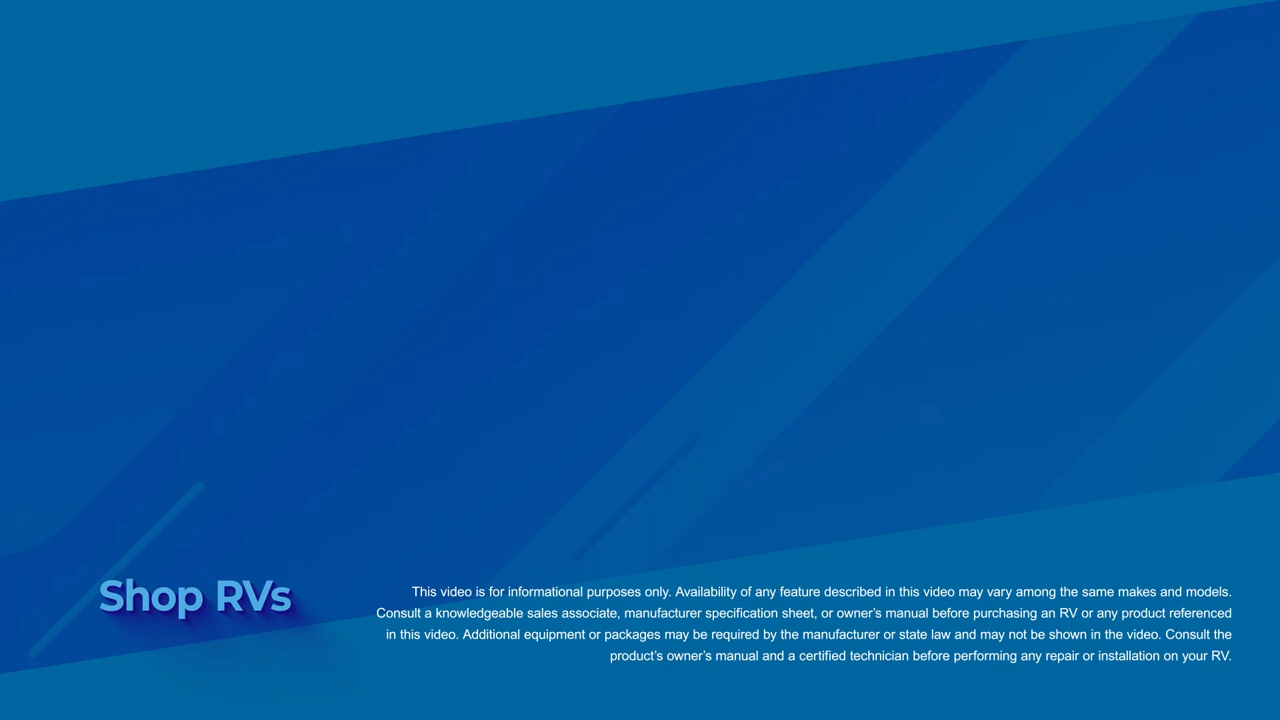 Shop RVs
This video is for informational purposes only. Availability of any feature described in this video may vary among the same makes and models.
Consult a knowledgeable sales associate, manufacturer specification sheet, or owner’s manual before purchasing an RV or any product referenced
in this video. Additional equipment or packages may be required by the manufacturer or state law and may not be shown in the video. Consult the
product’s owner’s manual and a certified technician before performing any repair or installation on your RV.